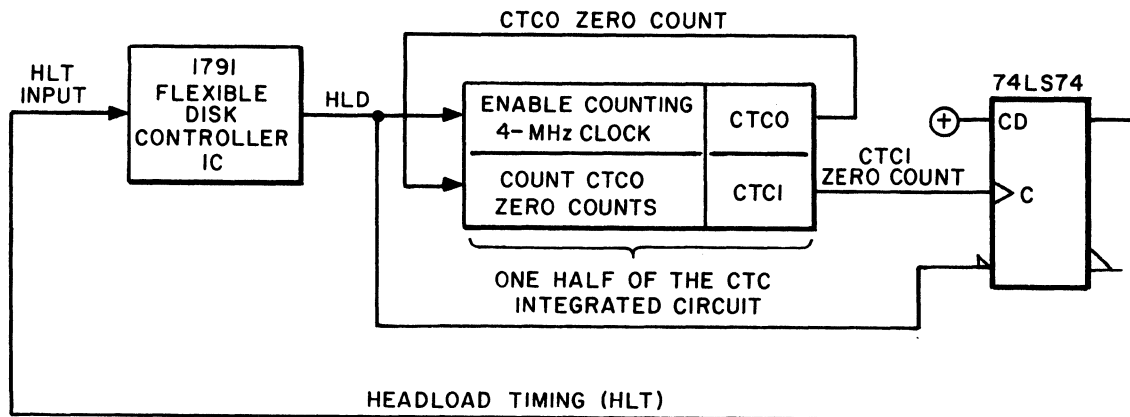 CTCO ZERO COUNT
HLT
INPUT
1791
FLEXIBLE
DISK
CONTROLLER
IC
HLD
ENABLE COUNTING
4-MHz CLOCK
CTCO
COUNT CTCO
ZERO COUNTS
CTCI
CTCI
ZERO COUNT
74LS74
+
CD
C
ONE HALF OF THE CTC
INTEGRATED CIRCUIT
HEADLOAD TIMING (HLT)